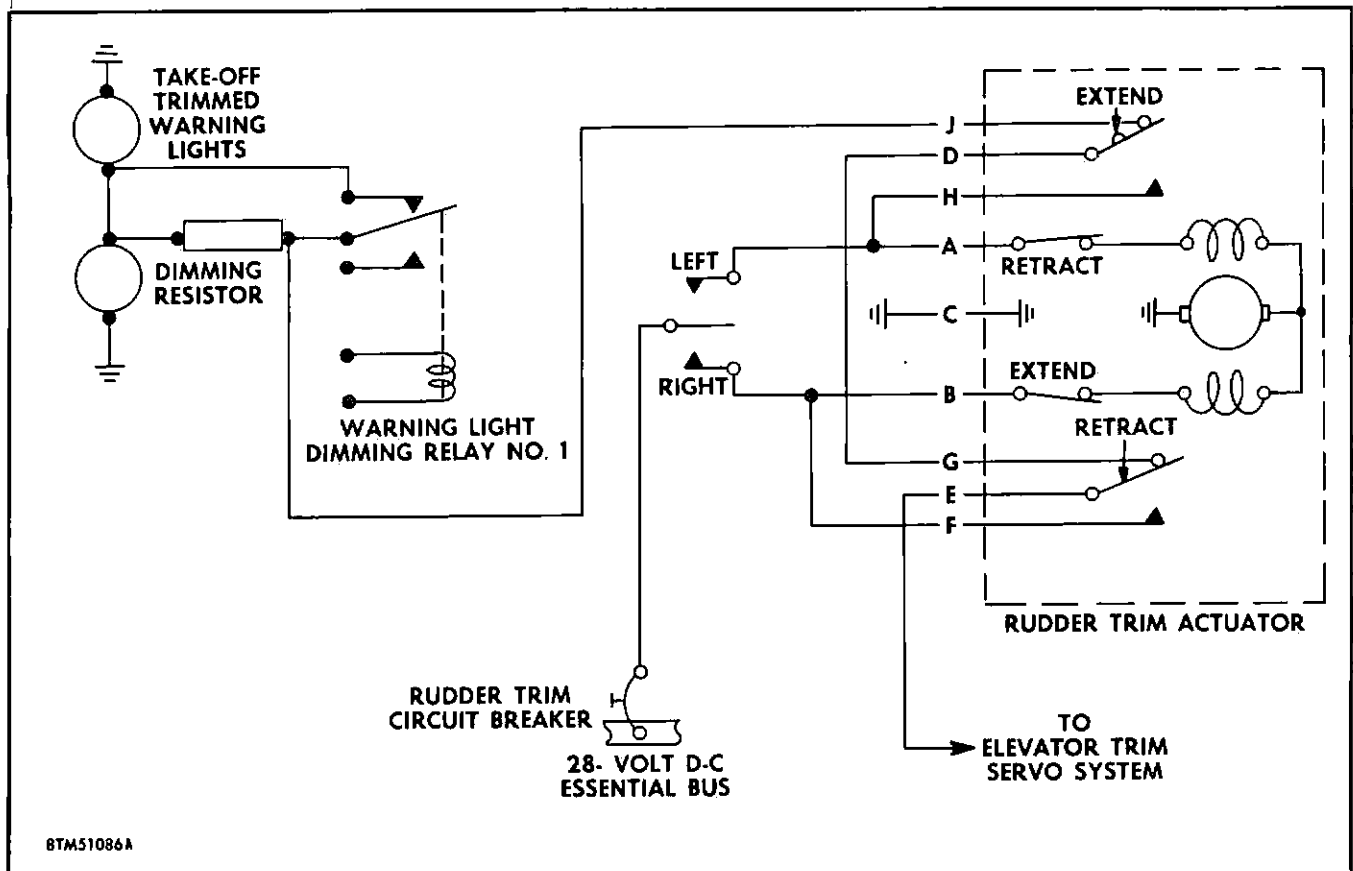 TAKE-OFF
TRIMMED
WARNING
LIGHTS
DIMMING
RESISTOR
WARNING LIGHT
DIMMING RELAY NO. 1
LEFT
RIGHT
J
D
H
A
C
B
G
E
F
EXTEND
RETRACT
EXTEND
RETRACT
RUDDER TRIM ACTUATOR
RUDDER TRIM
CIRCUIT BREAKER
28- VOLT D-C
ESSENTIAL BUS
TO
ELEVATOR TRIM
SERVO SYSTEM
BTM51086A